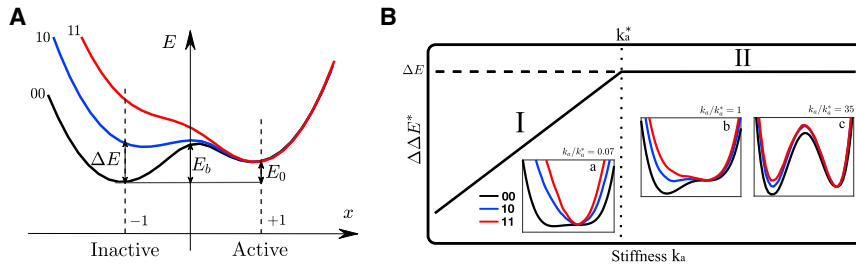 A
E
10
11
00
ΔE
E_b
E_0
x
−1
+1
Inactive
Active
B
k_a^*
ΔE
II
I
ΔΔE^*
k_a/k_a^* = 0.07
a
k_a/k_a^* = 1
b
k_a/k_a^* = 35
c
00
10
11
Stiffness k_a